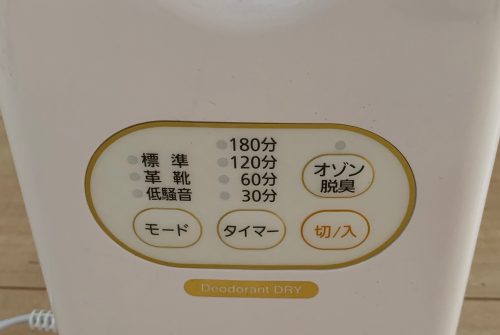 標準
革靴
低騒音
モード
180分
120分
60分
30分
タイマー
オゾン
脱臭
切/入
Deodorant DRY